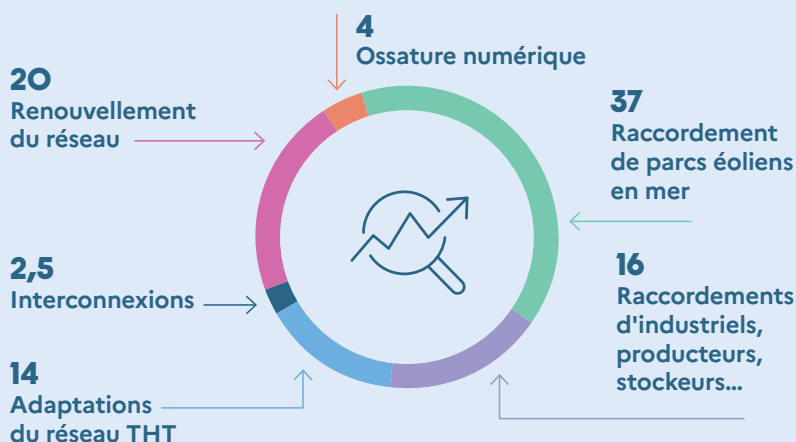 4
Ossature numérique
20
Renouvellement
du réseau
37
Raccordement
de parcs éoliens
en mer
2,5
Interconnexions
16
Raccordements
d'industriels,
producteurs,
stockeurs...
14
Adaptations
du réseau THT